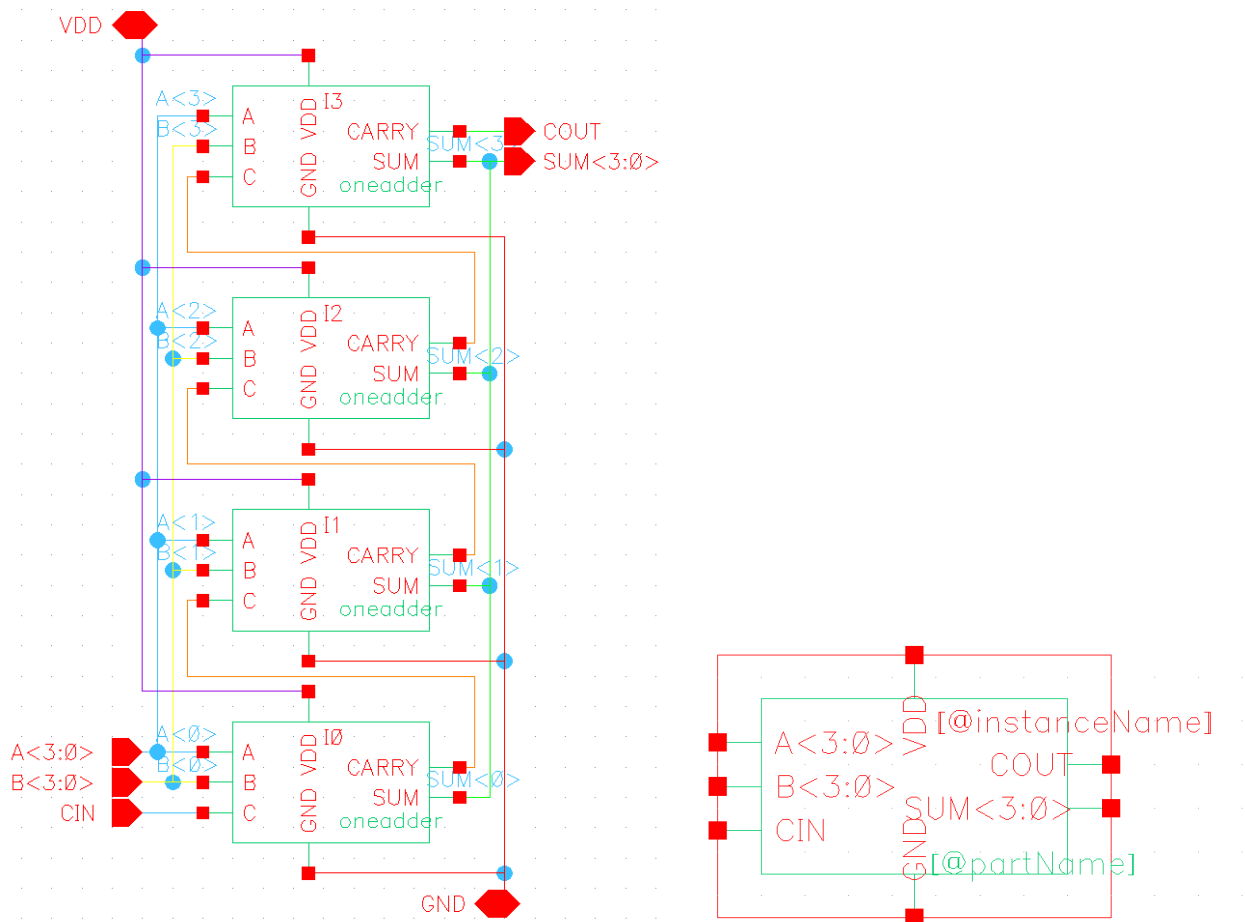 VDD
A<3>
B<3>
A
B
C
VDD
GND
I3
CARRY
SUM
oneadder
SUM<3
COUT
SUM<3:0>
A<2>
B<2>
A
B
C
VDD
GND
I2
CARRY
SUM
oneadder
SUM<2>
A<1>
B<1>
A
B
C
VDD
GND
I1
CARRY
SUM
oneadder
SUM<1>
A<3:0>
B<3:0>
CIN
A<0>
B<0>
A
B
C
VDD
GND
I0
CARRY
SUM
oneadder
SUM<0>
GND
VDD
[@instanceName]
A<3:0>
B<3:0>
CIN
COUT
SUM<3:0>
GND
[@partName]